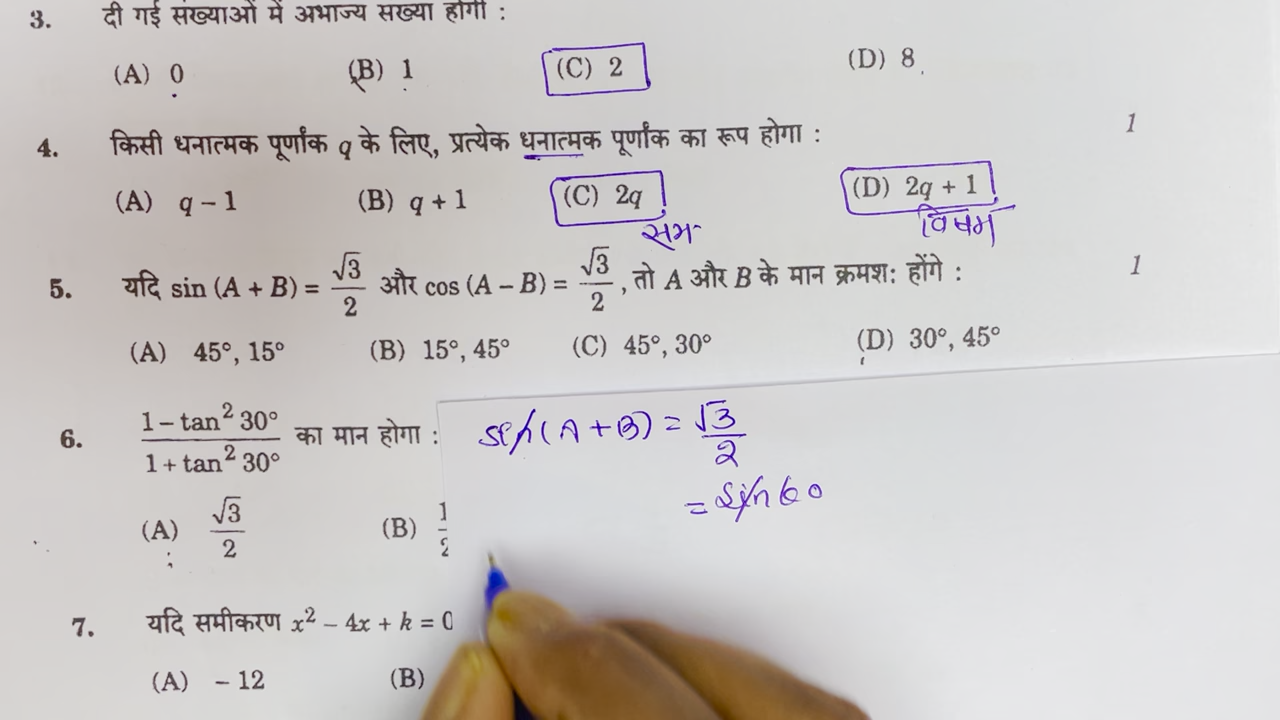 3. दी गई संख्याओं में अभाज्य सख्या होगी :
(A) 0 (B) 1 (C) 2 (D) 8
4. किसी धनात्मक पूर्णांक q के लिए, प्रत्येक धनात्मक पूर्णांक का रूप होगा : 1
(A) q – 1 (B) q + 1 (C) 2q (D) 2q + 1
सम विषम
5. यदि sin (A + B) = √3/2 और cos (A – B) = √3/2 , तो A और B के मान क्रमश: होंगे : 1
(A) 45°, 15° (B) 15°, 45° (C) 45°, 30° (D) 30°, 45°
6. 1 – tan² 30° / 1 + tan² 30° का मान होगा :
sin(A+B) = √3/2
= sin 60
(A) √3/2 (B) 1/2
7. यदि समीकरण x² – 4x + k = 0
(A) – 12 (B)